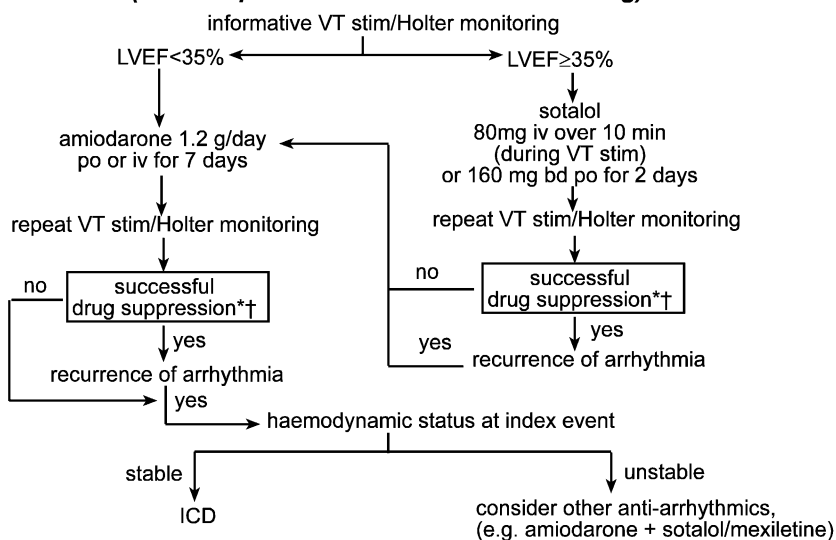 informative VT stim/Holter monitoring
LVEF<35%
LVEF≥35%
sotalol
80mg iv over 10 min
(during VT stim)
or 160 mg bd po for 2 days
amiodarone 1.2 g/day
po or iv for 7 days
repeat VT stim/Holter monitoring
repeat VT stim/Holter monitoring
no
successful
drug suppression*†
no
successful
drug suppression*†
yes
yes
yes
recurrence of arrhythmia
recurrence of arrhythmia
yes
haemodynamic status at index event
stable
unstable
ICD
consider other anti-arrhythmics,
(e.g. amiodarone + sotalol/mexiletine)